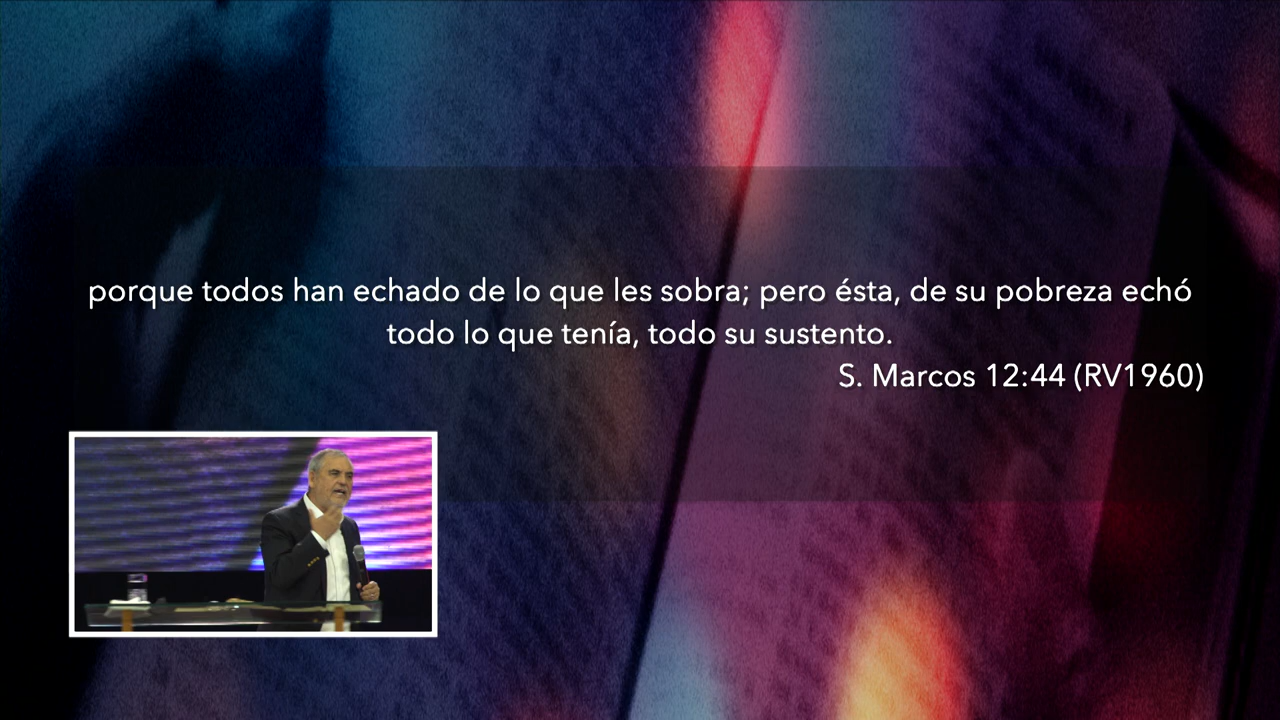 porque todos han echado de lo que les sobra; pero ésta, de su pobreza echó
todo lo que tenía, todo su sustento.
S. Marcos 12:44 (RV1960)